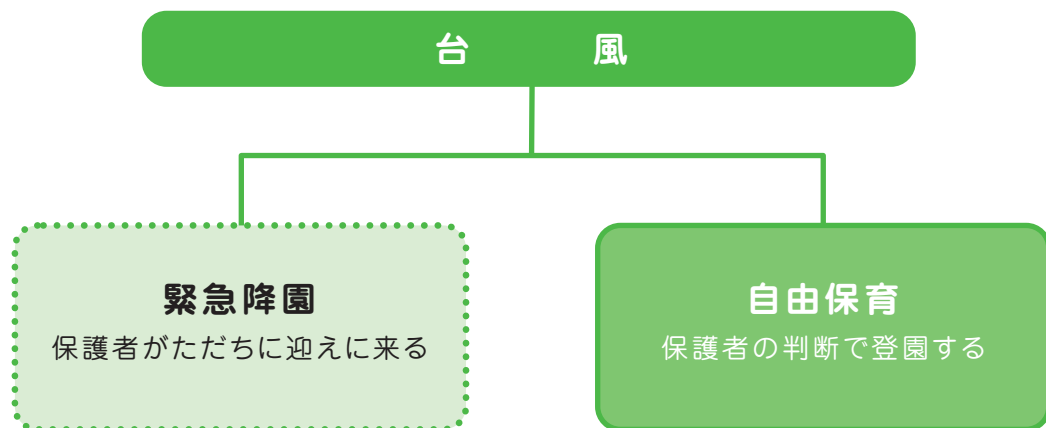 台　　風
緊急降園
保護者がただちに迎えに来る
自由保育
保護者の判断で登園する